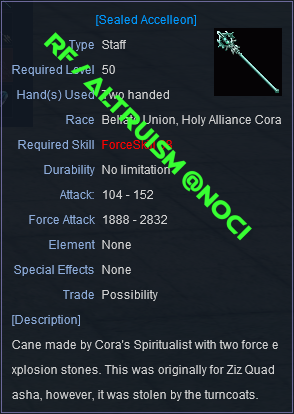 [Sealed Accelleon]
Type Staff
Required Level 50
Hand(s) Used Two handed
Race Bellato Union, Holy Alliance Cora
Required Skill
Durability No limitation
Attack: 104 - 152
Force Attack 1888 - 2832
Element None
Special Effects None
Trade Possibility
[Description]
Cane made by Cora's Spiritualist with two force e
xplosion stones. This was originally for Ziz Quad
asha, however, it was stolen by the turncoats.
RF - ALTRUISM @NOCI